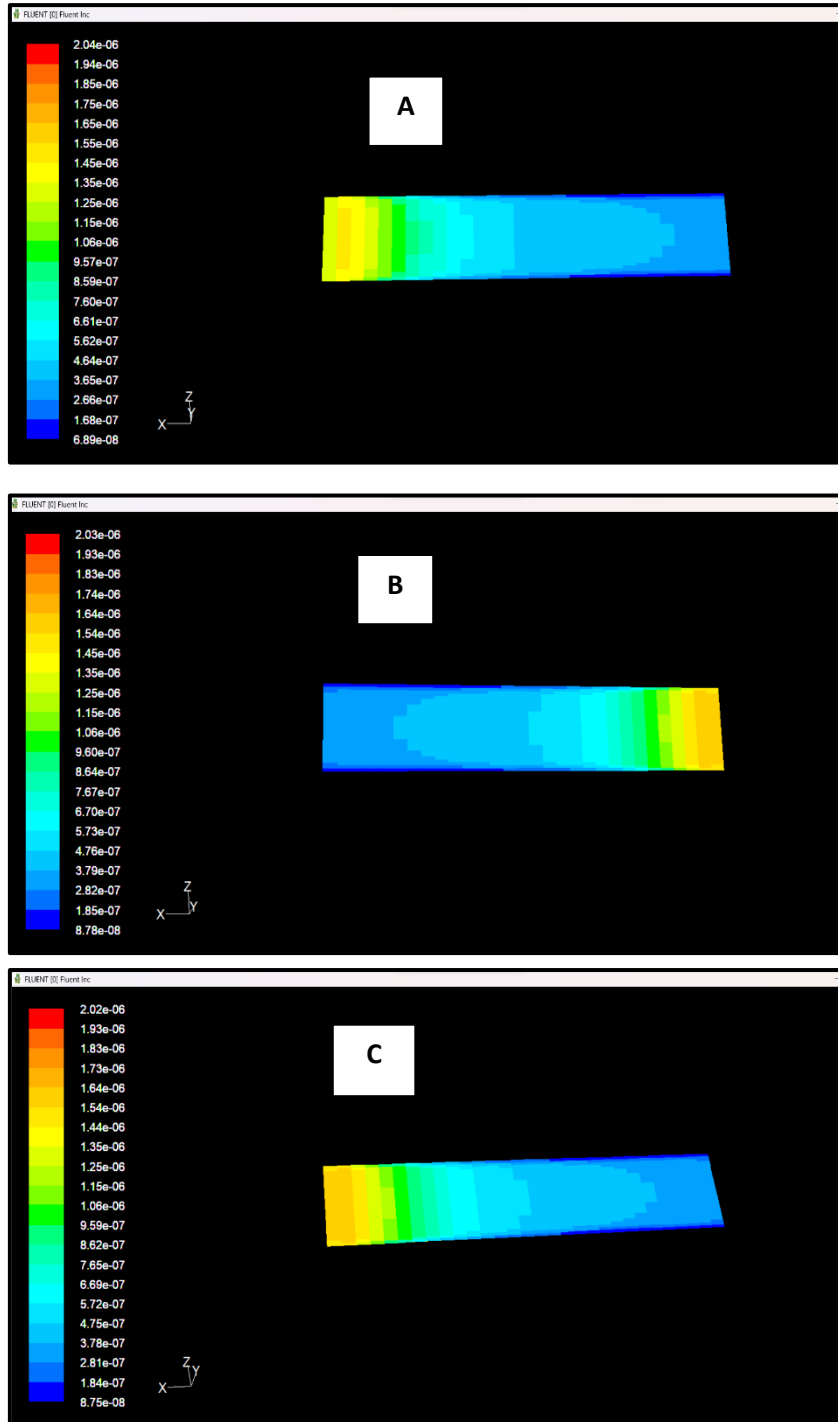 FLUENT [0] Fluent Inc
2.04e-06
1.94e-06
1.85e-06
1.75e-06
1.65e-06
1.55e-06
1.45e-06
1.35e-06
1.25e-06
1.15e-06
1.06e-06
9.57e-07
8.59e-07
7.60e-07
6.61e-07
5.62e-07
4.64e-07
3.65e-07
2.66e-07
1.68e-07
6.89e-08
A
Z
Y
X
FLUENT [0] Fluent Inc
2.03e-06
1.93e-06
1.83e-06
1.74e-06
1.64e-06
1.54e-06
1.45e-06
1.35e-06
1.25e-06
1.15e-06
1.06e-06
9.60e-07
8.64e-07
7.67e-07
6.70e-07
5.73e-07
4.76e-07
3.79e-07
2.82e-07
1.85e-07
8.78e-08
B
Z
Y
X
FLUENT [0] Fluent Inc
2.02e-06
1.93e-06
1.83e-06
1.73e-06
1.64e-06
1.54e-06
1.44e-06
1.35e-06
1.25e-06
1.15e-06
1.06e-06
9.59e-07
8.62e-07
7.65e-07
6.69e-07
5.72e-07
4.75e-07
3.78e-07
2.81e-07
1.84e-07
8.75e-08
C
Z
Y
X